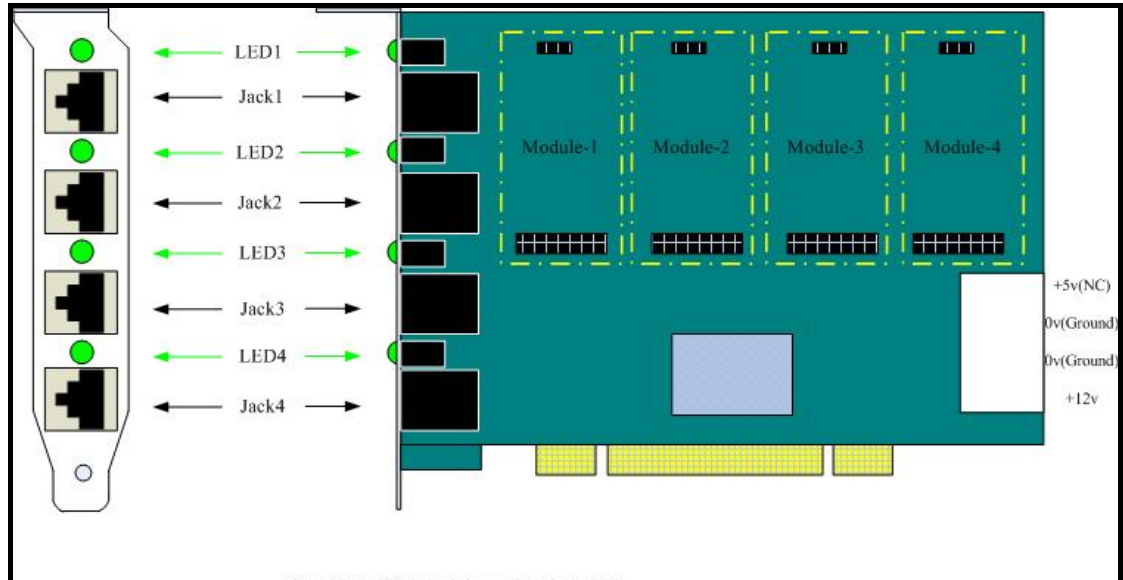 LED1
Jack1
LED2
Jack2
LED3
Jack3
LED4
Jack4
Module-1
Module-2
Module-3
Module-4
+5v(NC)
0v(Ground)
0v(Ground)
+12v